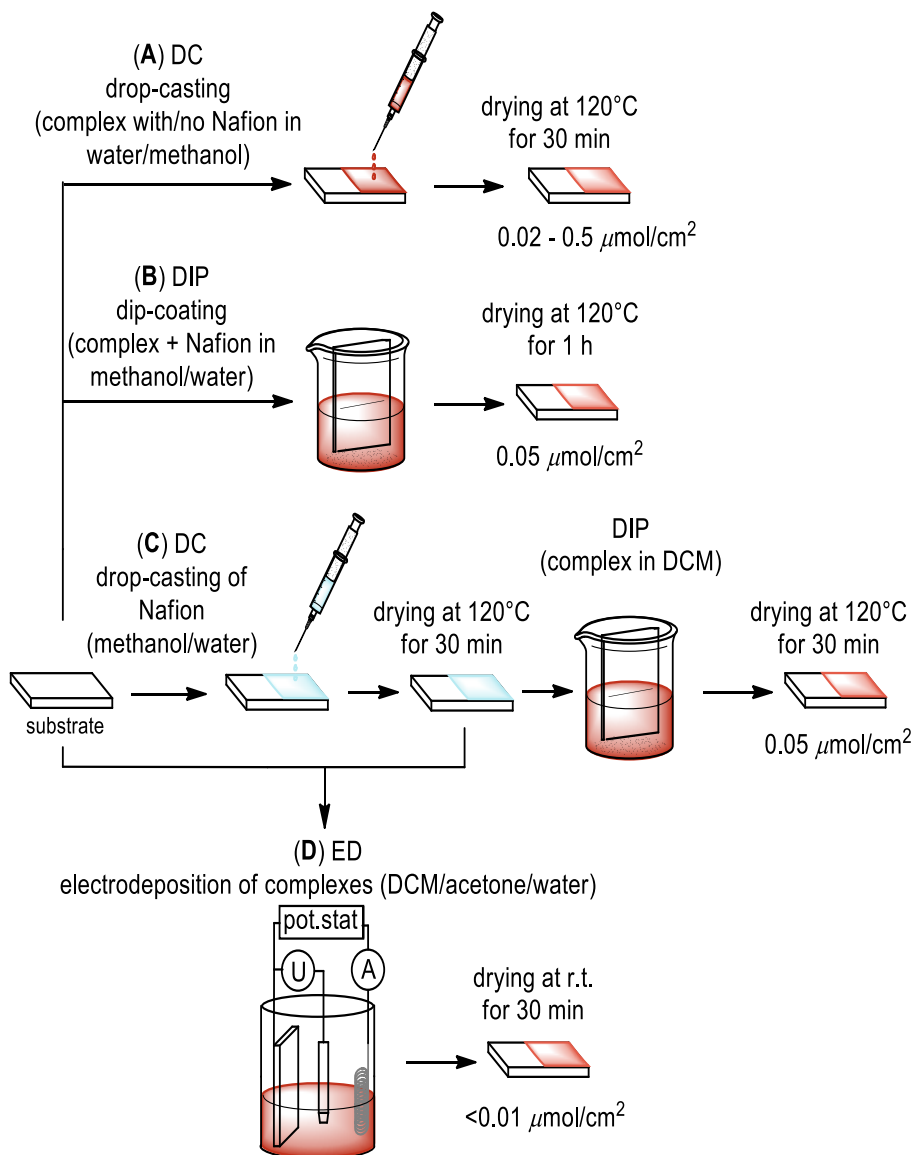 (A) DC
drop-casting
(complex with/no Nafion in
water/methanol)
drying at 120°C
for 30 min
0.02 - 0.5 μmol/cm²
(B) DIP
dip-coating
(complex + Nafion in
methanol/water)
drying at 120°C
for 1 h
0.05 μmol/cm²
(C) DC
drop-casting of
Nafion
(methanol/water)
drying at 120°C
for 30 min
DIP
(complex in DCM)
drying at 120°C
for 30 min
substrate
0.05 μmol/cm²
(D) ED
electrodeposition of complexes (DCM/acetone/water)
pot.stat
U
A
drying at r.t.
for 30 min
<0.01 μmol/cm²